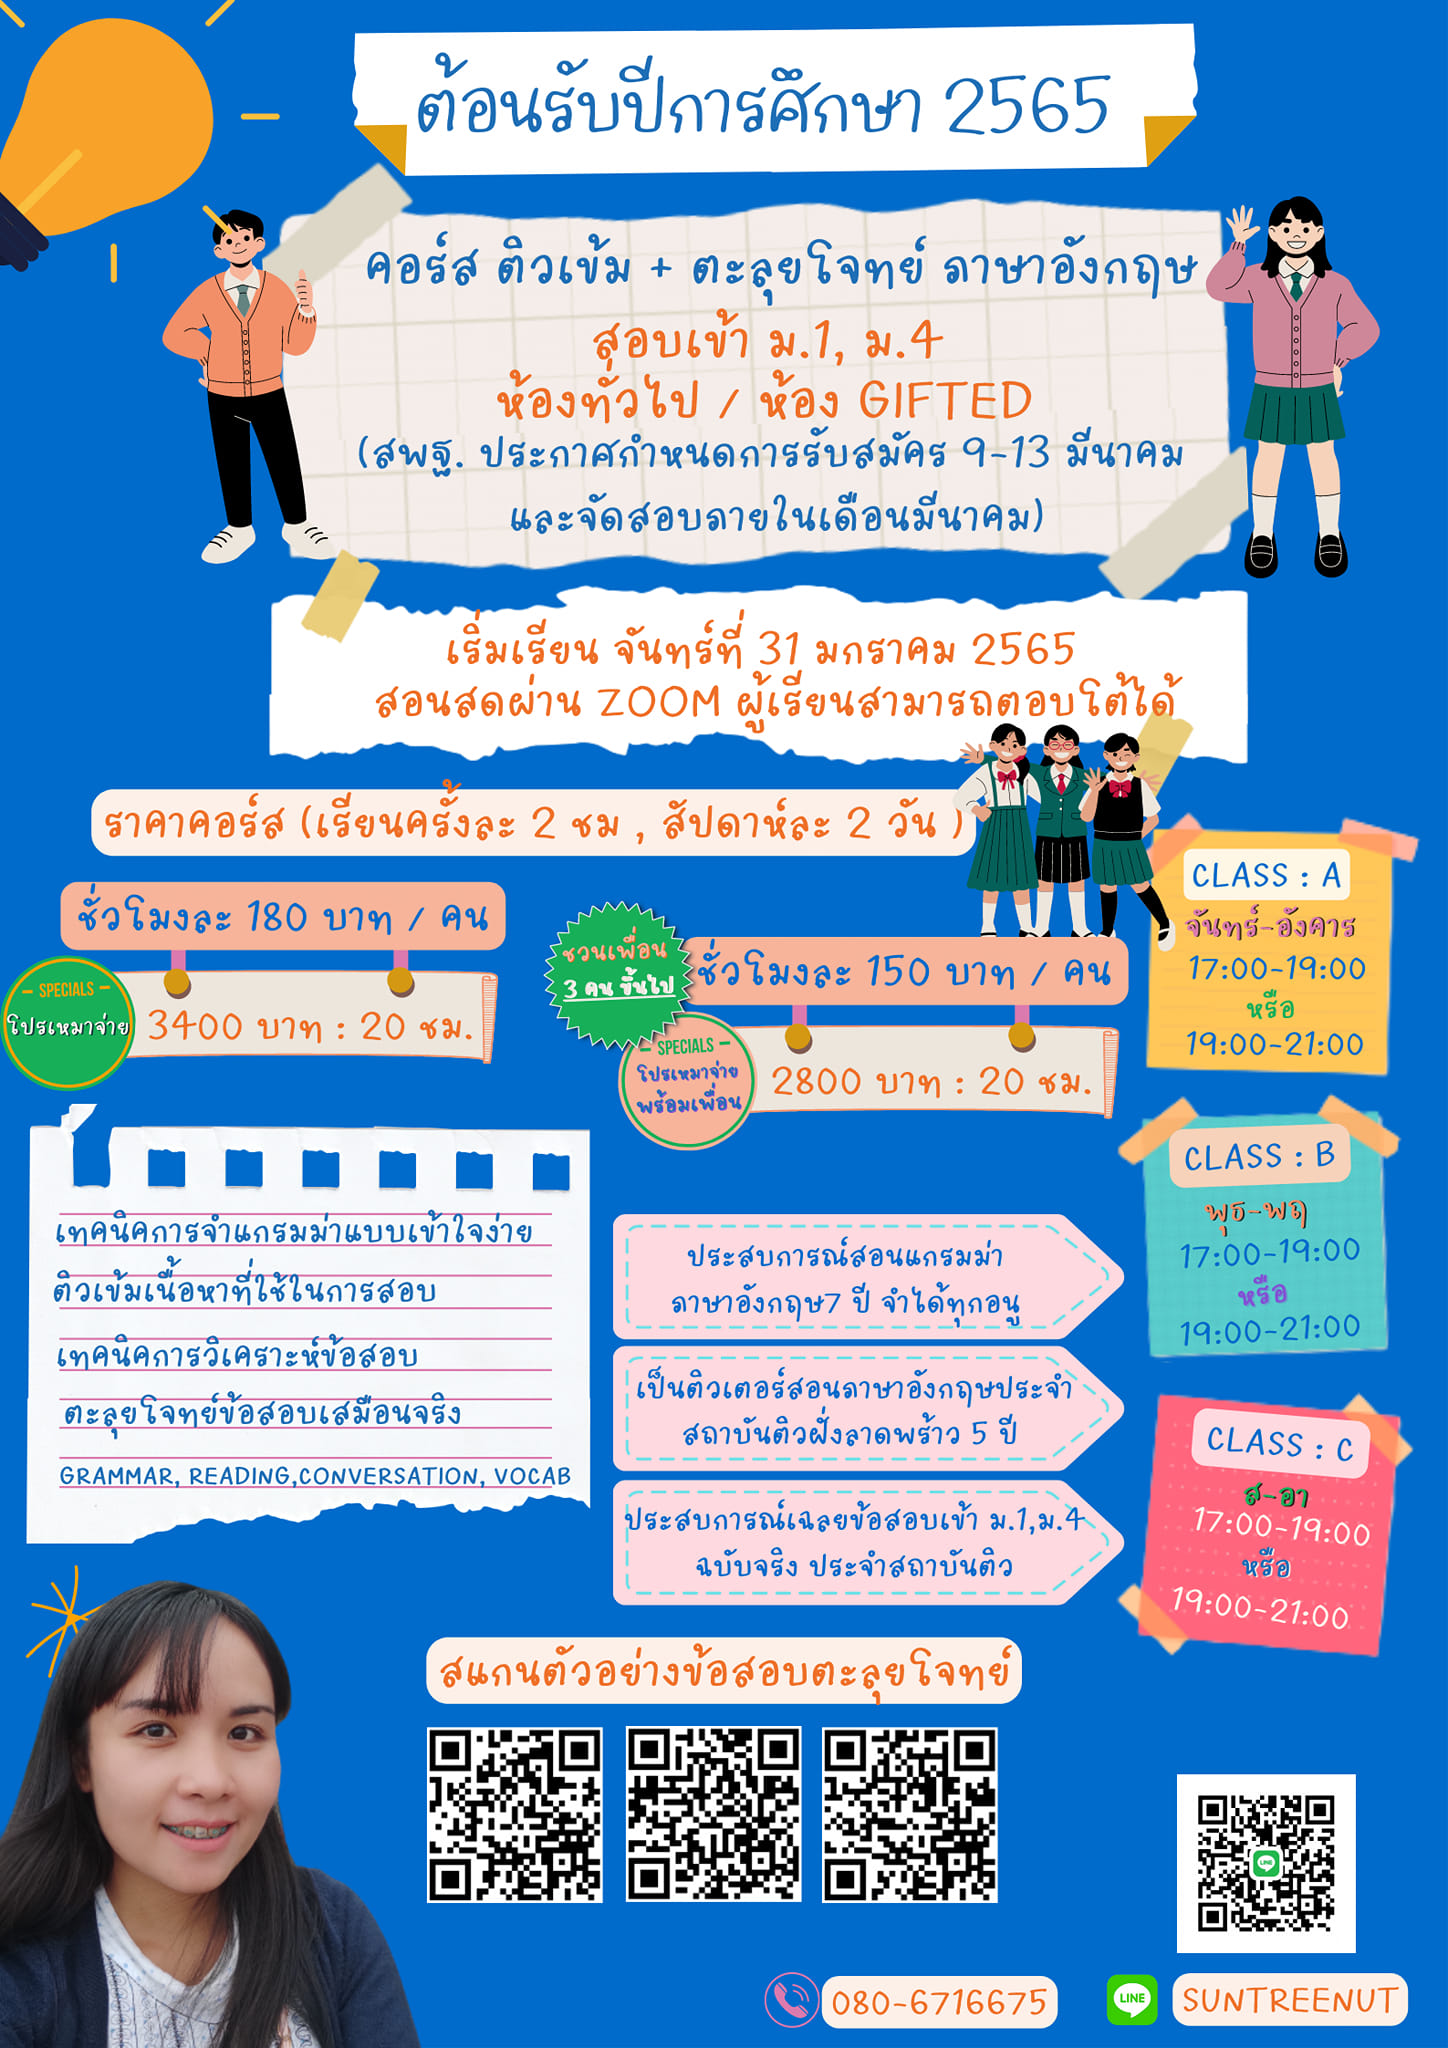 ต้อนรับปีการศึกษา 2565
คอร์ส ติวเข้ม + ตะลุยโจทย์ ภาษาอังกฤษ
สอบเข้า ม.1, ม.4
ห้องทั่วไป / ห้อง GIFTED
(สพฐ. ประกาศกำหนดการรับสมัคร 9-13 มีนาคม
และจัดสอบภายในเดือนมีนาคม)
เริ่มเรียน จันทร์ที่ 31 มกราคม 2565
สอนสดผ่าน ZOOM ผู้เรียนสามารถตอบโต้ได้
ราคาคอร์ส (เรียนครั้งละ 2 ชม , สัปดาห์ละ 2 วัน )
ชั่วโมงละ 180 บาท / คน
– SPECIALS –
โปรเหมาจ่าย
3400 บาท : 20 ชม.
ชวนเพื่อน
3 คน ขึ้นไป
ชั่วโมงละ 150 บาท / คน
– SPECIALS –
โปรเหมาจ่าย
พร้อมเพื่อน
2800 บาท : 20 ชม.
CLASS : A
จันทร์-อังคาร
17:00-19:00
หรือ
19:00-21:00
CLASS : B
พุธ-พฤ
17:00-19:00
หรือ
19:00-21:00
CLASS : C
ส-อา
17:00-19:00
หรือ
19:00-21:00
เทคนิคการจำแกรมม่าแบบเข้าใจง่าย
ติวเข้มเนื้อหาที่ใช้ในการสอบ
เทคนิคการวิเคราะห์ข้อสอบ
ตะลุยโจทย์ข้อสอบเสมือนจริง
GRAMMAR, READING,CONVERSATION, VOCAB
ประสบการณ์สอนแกรมม่า
ภาษาอังกฤษ7 ปี จำได้ทุกอนู
เป็นติวเตอร์สอนภาษาอังกฤษประจำ
สถาบันติวฝั่งลาดพร้าว 5 ปี
ประสบการณ์เฉลยข้อสอบเข้า ม.1,ม.4
ฉบับจริง ประจำสถาบันติว
สแกนตัวอย่างข้อสอบตะลุยโจทย์
LINE
080-6716675
LINE
SUNTREENUT